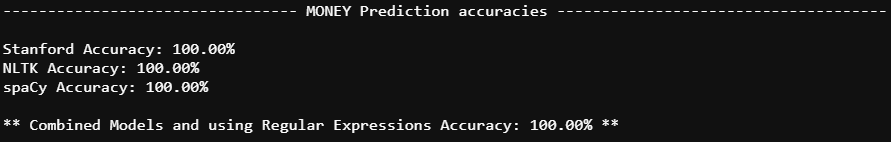 --------------------------------- MONEY Prediction accuracies -------------------------------------
Stanford Accuracy: 100.00%
NLTK Accuracy: 100.00%
spaCy Accuracy: 100.00%
** Combined Models and using Regular Expressions Accuracy: 100.00% **